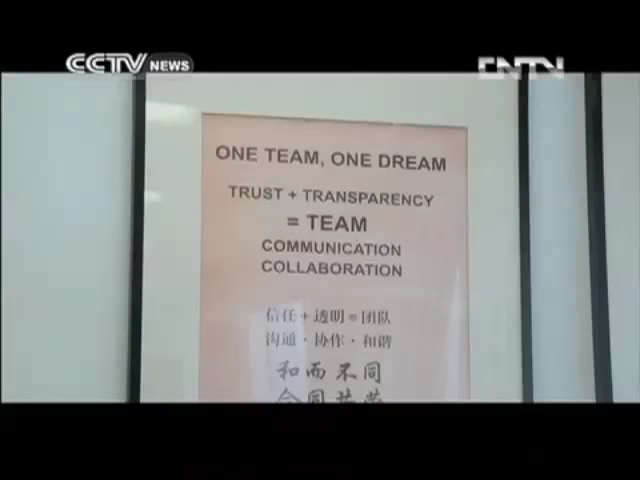 CCTV NEWS
CNTV
ONE TEAM, ONE DREAM
TRUST + TRANSPARENCY
= TEAM
COMMUNICATION
COLLABORATION
信任+透明=团队
沟通·协作·和谐
和而不同